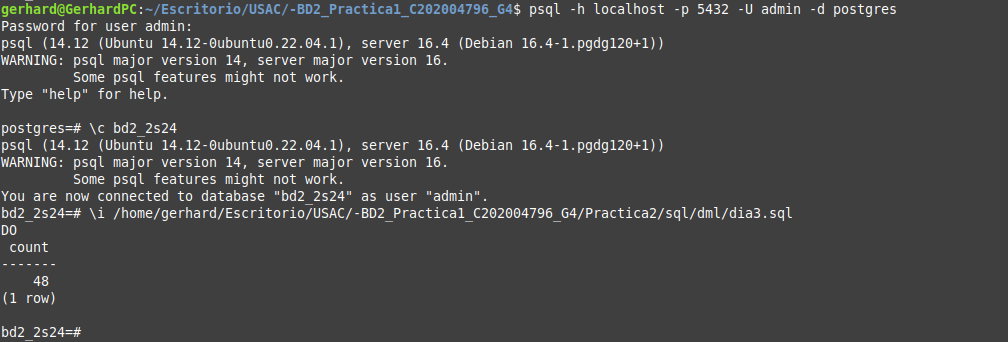 gerhard@GerhardPC:~/Escritorio/USAC/-BD2_Practica1_C202004796_G4$ psql -h localhost -p 5432 -U admin -d postgres
Password for user admin:
psql (14.12 (Ubuntu 14.12-0ubuntu0.22.04.1), server 16.4 (Debian 16.4-1.pgdg120+1))
WARNING: psql major version 14, server major version 16.
         Some psql features might not work.
Type "help" for help.

postgres=# \c bd2_2s24
psql (14.12 (Ubuntu 14.12-0ubuntu0.22.04.1), server 16.4 (Debian 16.4-1.pgdg120+1))
WARNING: psql major version 14, server major version 16.
         Some psql features might not work.
You are now connected to database "bd2_2s24" as user "admin".
bd2_2s24=# \i /home/gerhard/Escritorio/USAC/-BD2_Practica1_C202004796_G4/Practica2/sql/dml/dia3.sql
DO
 count
-------
    48
(1 row)

bd2_2s24=#